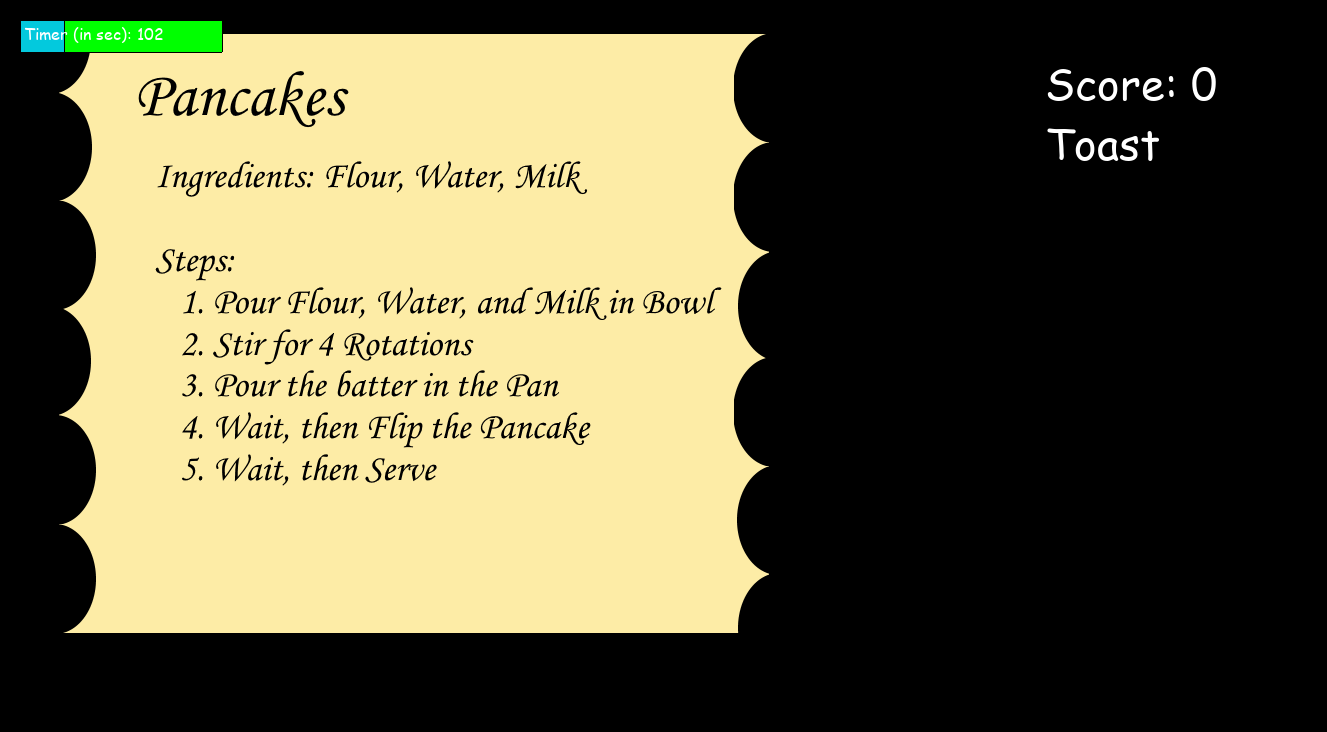 Timer (in sec): 102
Pancakes
Ingredients: Flour, Water, Milk
Steps:
1. Pour Flour, Water, and Milk in Bowl
2. Stir for 4 Rotations
3. Pour the batter in the Pan
4. Wait, then Flip the Pancake
5. Wait, then Serve
Score: 0
Toast